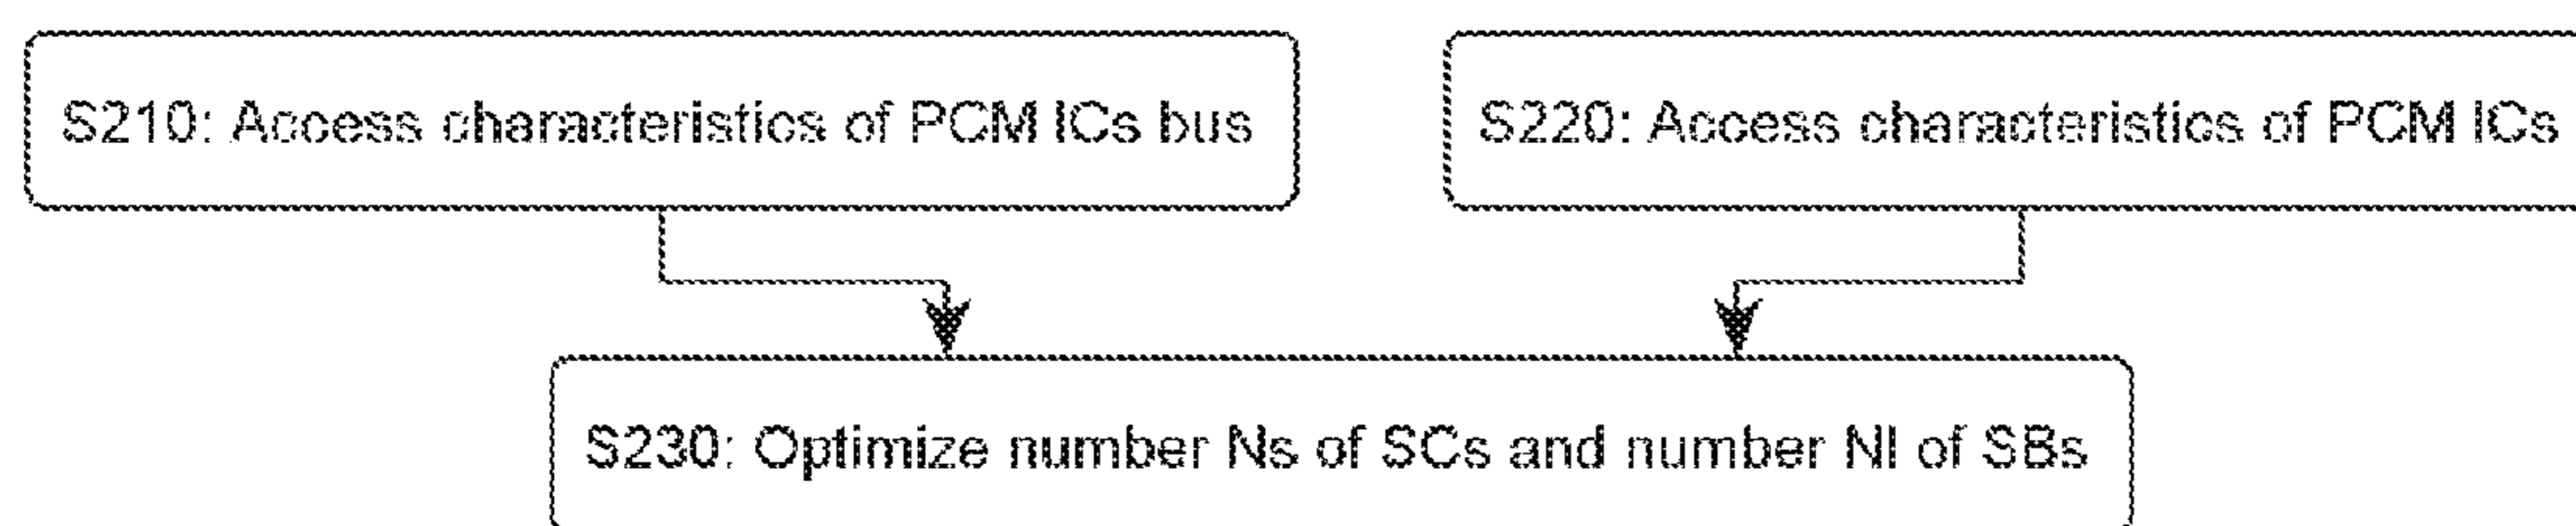 S210: Access characteristics of PCM ICs bus
S220: Access characteristics of PCM ICs
S230: Optimize number Ns of SCs and number Nl of SBs